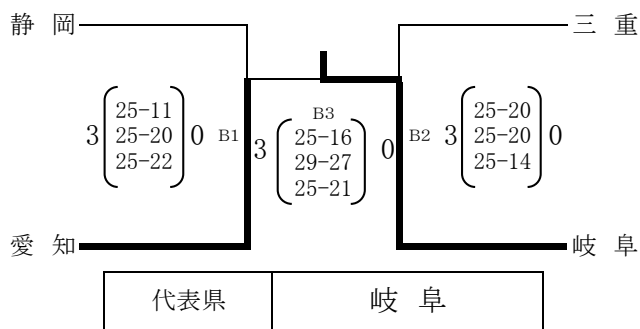 静 岡 三 重
B3
3 25-11 25-20 25-22 0 B1 3 25-16 29-27 25-21 0 B2 3 25-20 25-20 25-14 0
愛 知 岐 阜
代表県 岐 阜